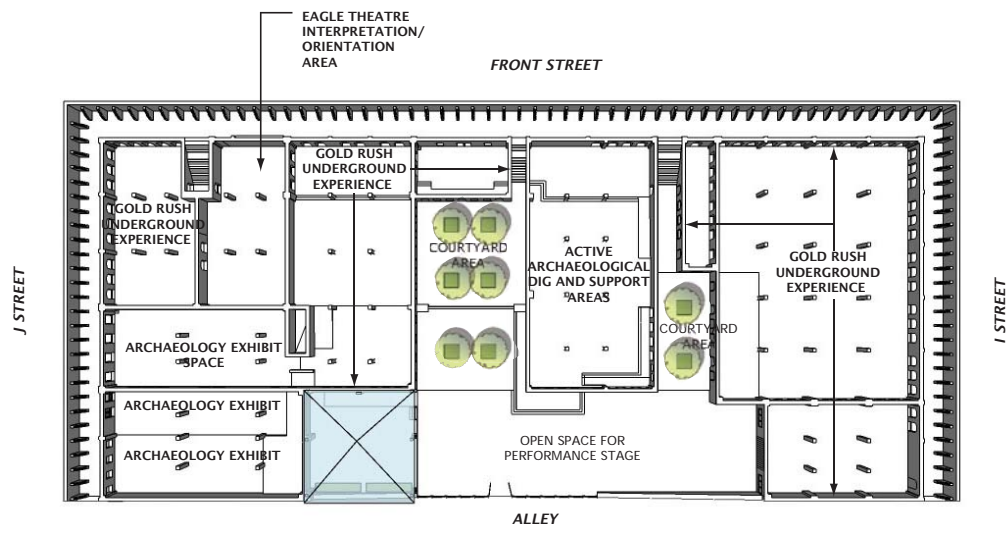 EAGLE THEATRE
INTERPRETATION/
ORIENTATION
AREA
FRONT STREET
GOLD RUSH
UNDERGROUND
EXPERIENCE
GOLD RUSH
UNDERGROUND
EXPERIENCE
COURTYARD
AREA
ACTIVE
ARCHAEOLOGICAL
DIG AND SUPPORT
AREAS
GOLD RUSH
UNDERGROUND
EXPERIENCE
J STREET
I STREET
COURTYARD
AREA
ARCHAEOLOGY EXHIBIT
SPACE
ARCHAEOLOGY EXHIBIT
ARCHAEOLOGY EXHIBIT
OPEN SPACE FOR
PERFORMANCE STAGE
ALLEY